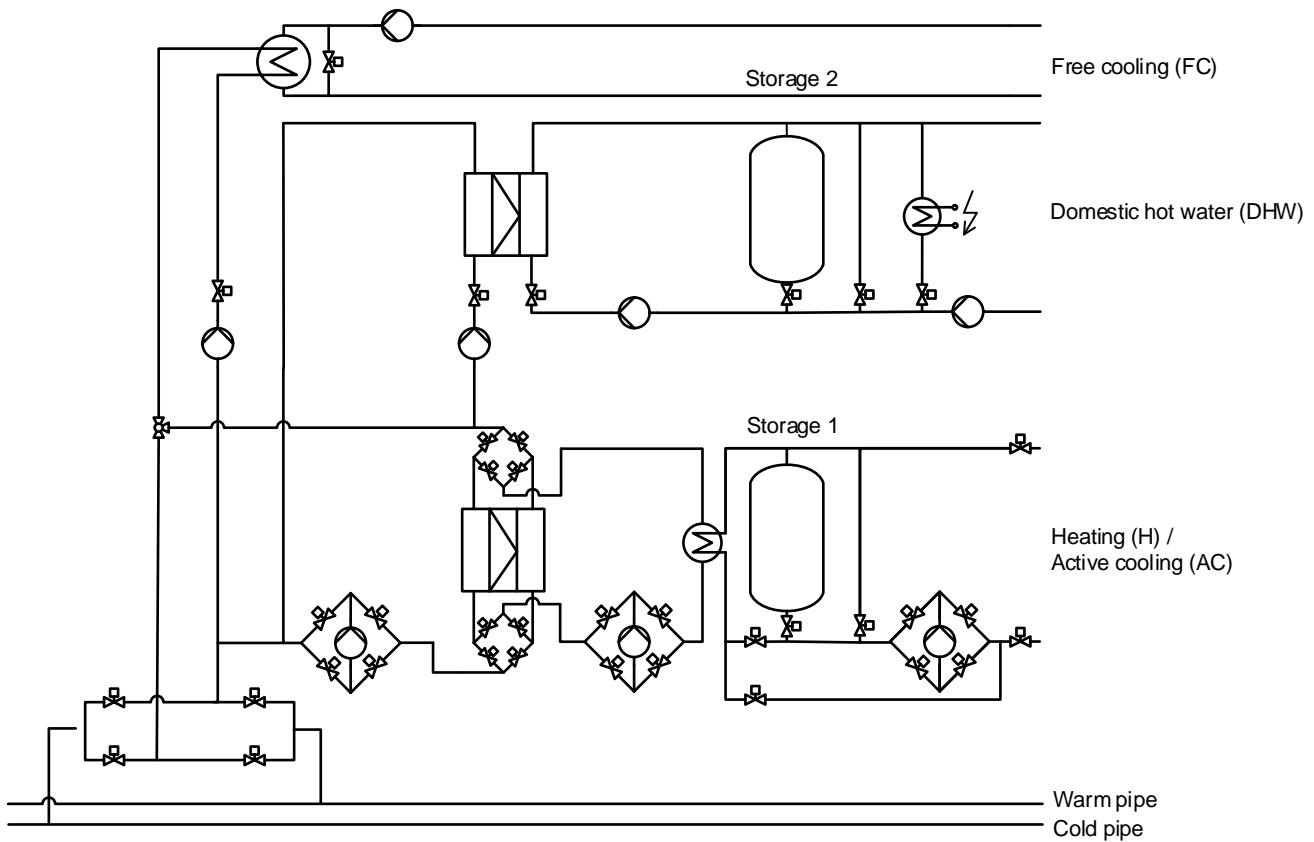 Free cooling (FC)
Storage 2
Domestic hot water (DHW)
Storage 1
Heating (H) /
Active cooling (AC)
Warm pipe
Cold pipe